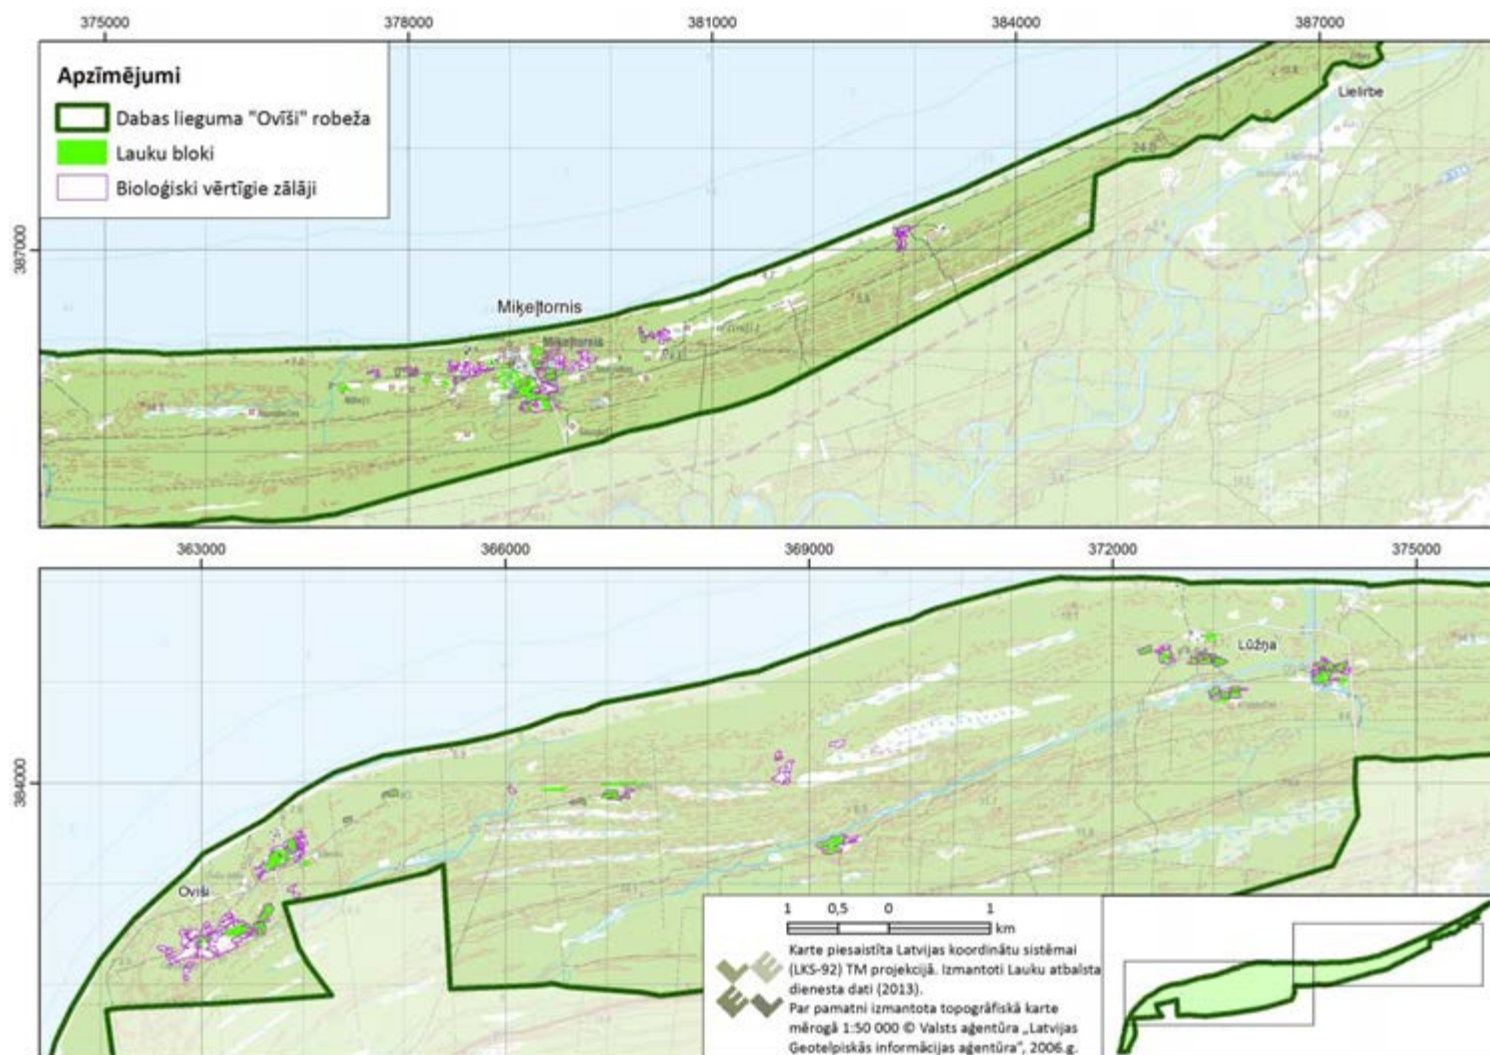 375000 378000 381000 384000 387000
Apzīmējumi
Dabas lieguma "Ovīši" robeža
Lauku bloki
Bioloģiski vērtīgie zālāji
Lielirbe
24.0
387000
Miķeļtornis
Miķeļtornis
363000 366000 369000 372000 375000
Lūžņa
384000
Oviši
1 0,5 0 1
km
Karte piesaistīta Latvijas koordinātu sistēmai
(LKS-92) TM projekcijā. Izmantoti Lauku atbalsta
dienesta dati (2013).
Par pamatni izmantota topogrāfiskā karte
mērogā 1:50 000 © Valsts aģentūra „Latvijas
Ģeotelpiskās informācijas aģentūra”, 2006.g.